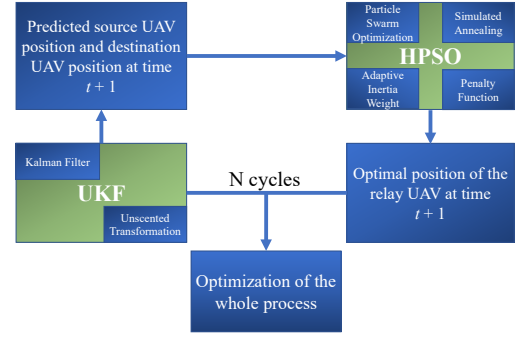 Predicted source UAV
position and destination
UAV position at time
t + 1
Particle
Swarm
Optimization
Simulated
Annealing
HPSO
Adaptive
Inertia
Weight
Penalty
Function
Kalman Filter
UKF
Unscented
Transformation
N cycles
Optimal position of the
relay UAV at time
t + 1
Optimization of the
whole process